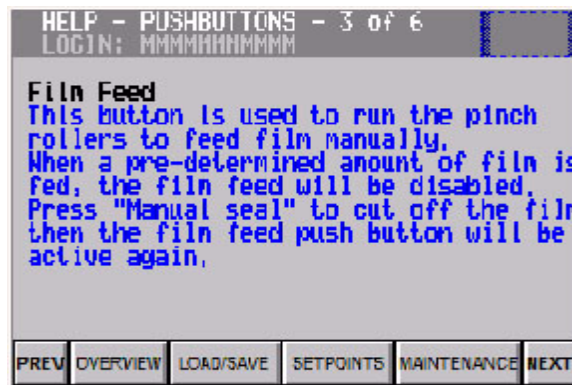 HELP - PUSHBUTTONS - 3 of 6
LOGIN: MMMMMMMMMMM
Film Feed
This button is used to run the pinch
rollers to feed film manually.
When a pre-determined amount of film is
fed, the film feed will be disabled.
Press "Manual seal" to cut off the film
then the film feed push button will be
active again.
PREV OVERVIEW LOAD/SAVE SETPOINTS MAINTENANCE NEXT